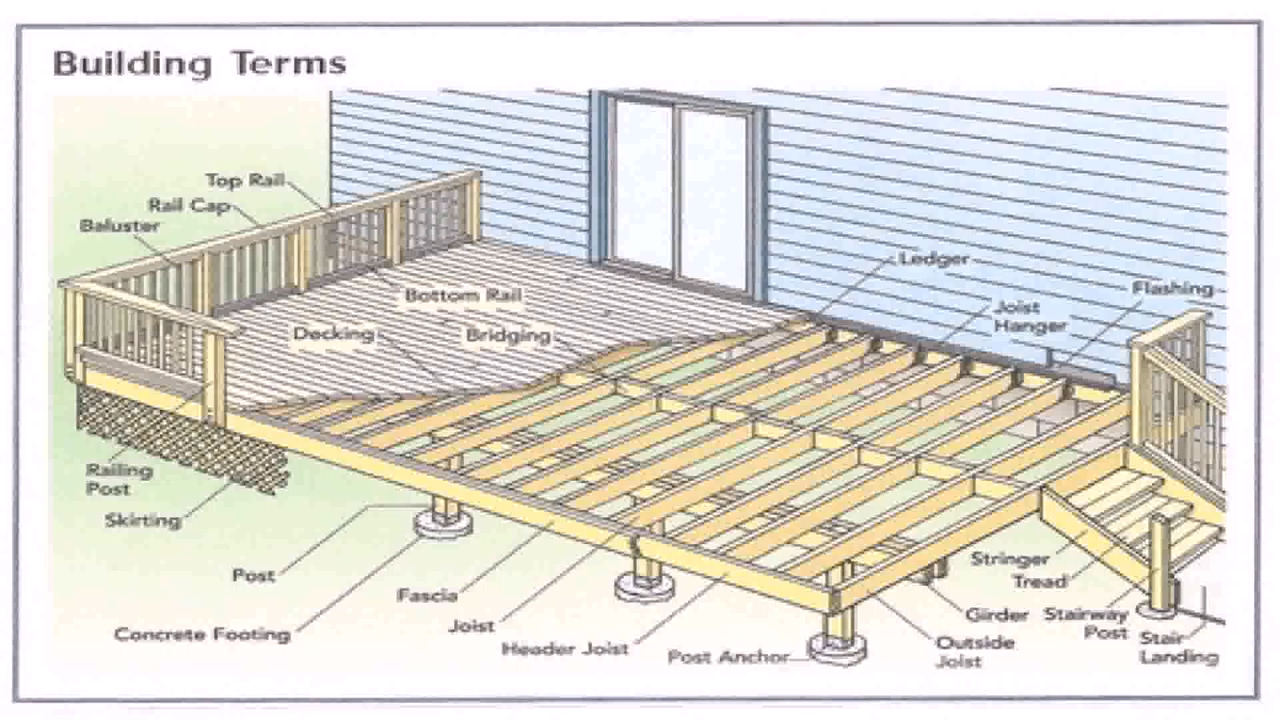 Building Terms
Top Rail
Rail Cap
Baluster
Ledger
Flashing
Bottom Rail
Joist
Hanger
Decking
Bridging
Railing
Post
Skirting
Post
Concrete Footing
Fascia
Joist
Header Joist
Post Anchor
Stringer
Tread
Girder
Stairway
Post
Outside
Joist
Stair
Landing